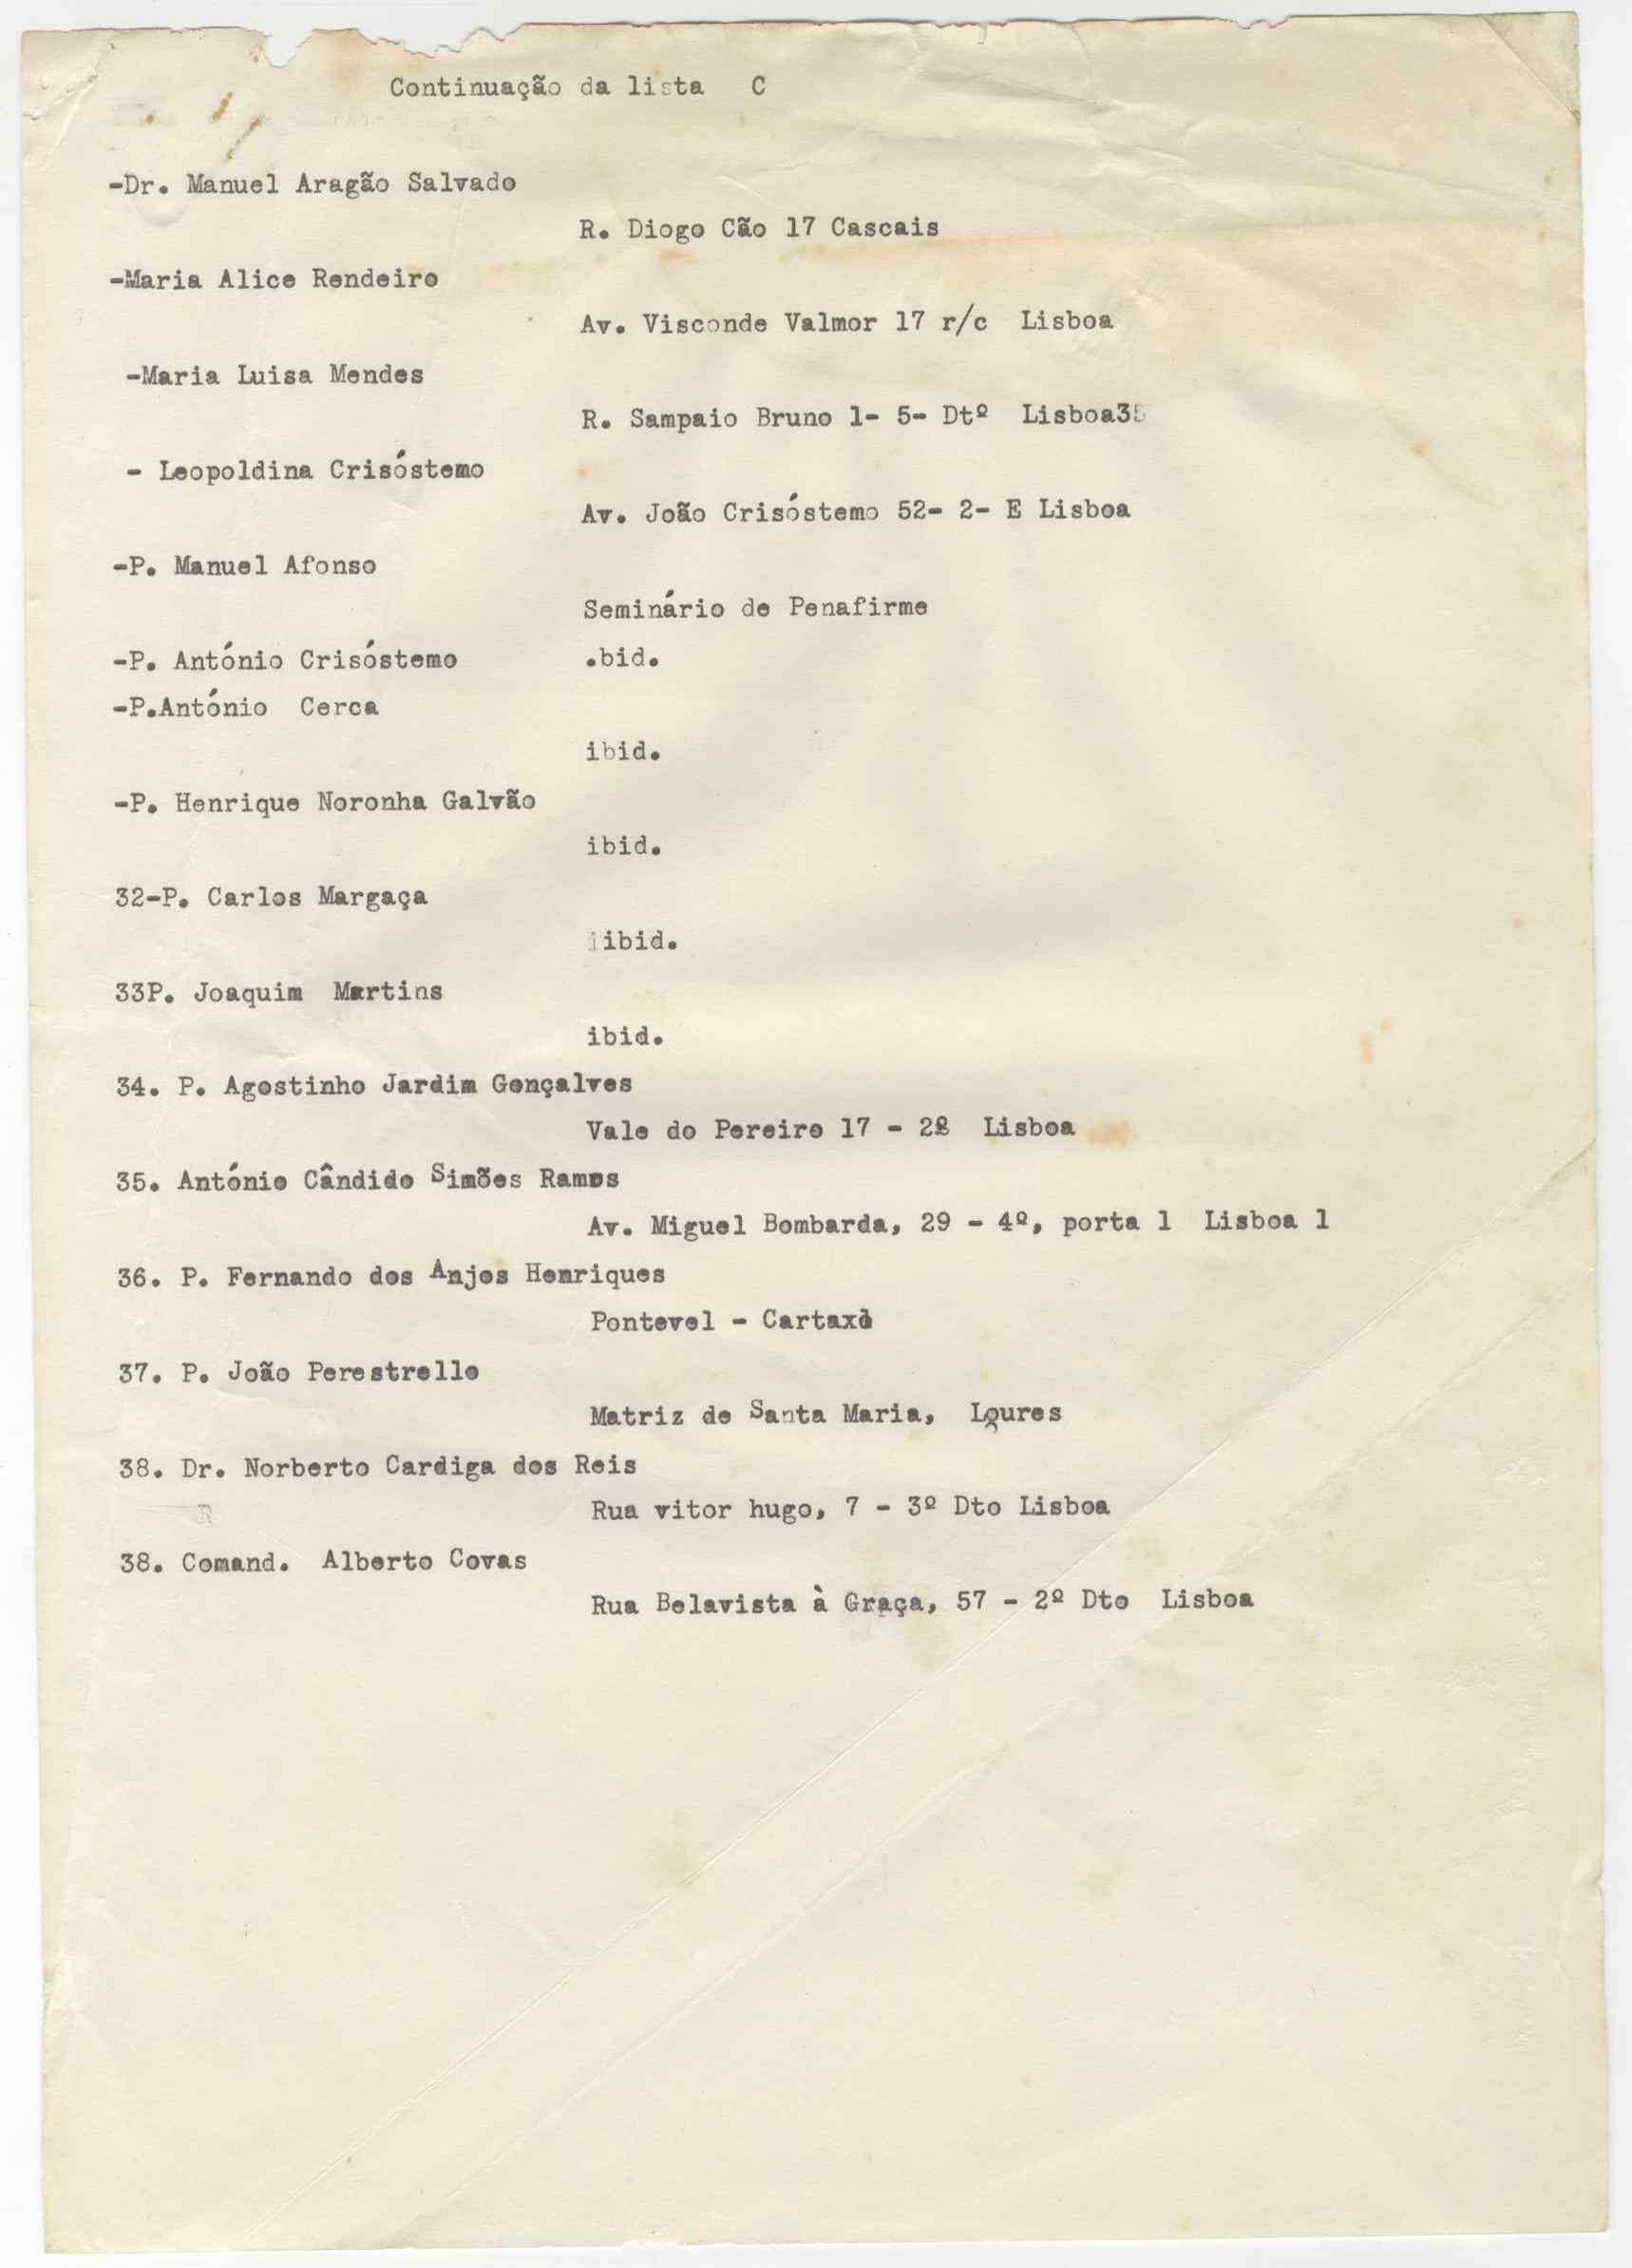 Continuação da lista C
-Dr. Manuel Aragão Salvado
R. Diogo Cão 17 Cascais
-Maria Alice Rendeiro
Av. Visconde Valmor 17 r/c Lisboa
-Maria Luisa Mendes
R. Sampaio Bruno 1- 5- Dtº Lisboa35
- Leopoldina Crisóstemo
Av. João Crisóstemo 52- 2- E Lisboa
-P. Manuel Afonso
Seminário de Penafirme
-P. António Crisóstemo .bid.
-P.António Cerca
ibid.
-P. Henrique Noronha Galvão
ibid.
32-P. Carlos Margaça
iibid.
33P. Joaquim Martins
ibid.
34. P. Agostinho Jardim Gonçalves
Vale do Pereiro 17 - 2º Lisboa
35. António Cândido Simões Ramos
Av. Miguel Bombarda, 29 - 4º, porta 1 Lisboa 1
36. P. Fernando dos Anjos Henriques
Pontevel - Cartaxo
37. P. João Perestrello
Matriz de Santa Maria, Loures
38. Dr. Norberto Cardiga dos Reis
R
Rua vitor hugo, 7 - 3º Dto Lisboa
38. Comand. Alberto Covas
Rua Belavista à Graça, 57 - 2º Dto Lisboa